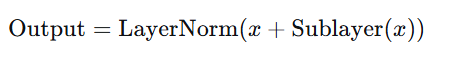 Output = LayerNorm(x + Sublayer(x))